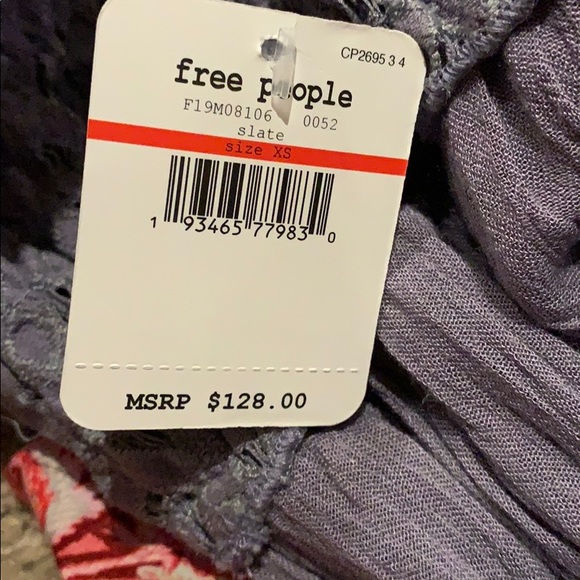 CP2695 3 4
free people
F19M08106 0052
slate
size XS
1 93465 77983 0
MSRP $128.00